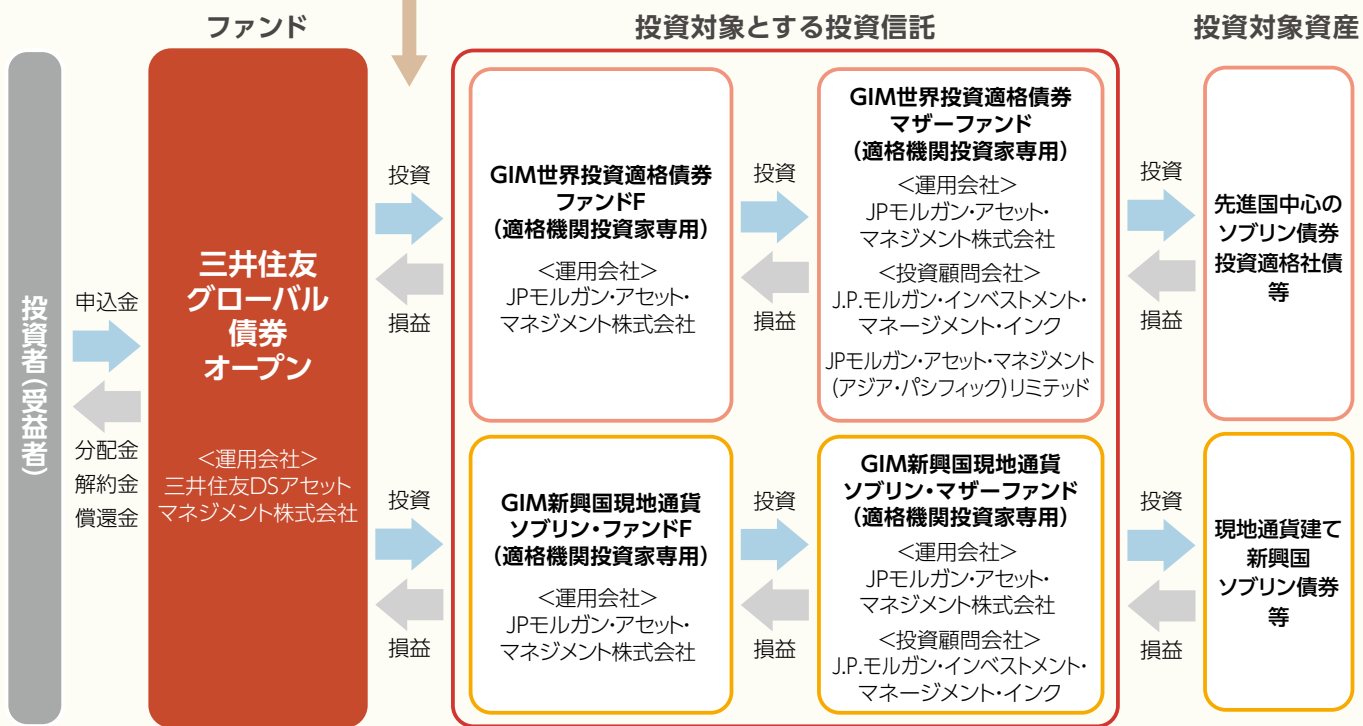 ファンド
投資対象とする投資信託
投資対象資産
投資者(受益者)
申込金
分配金
解約金
償還金
三井住友
グローバル
債券
オープン
<運用会社>
三井住友DSアセット
マネジメント株式会社
投資
損益
GIM世界投資適格債券
ファンドF
(適格機関投資家専用)
<運用会社>
JPモルガン・アセット・
マネジメント株式会社
投資
損益
GIM世界投資適格債券
マザーファンド
(適格機関投資家専用)
<運用会社>
JPモルガン・アセット・
マネジメント株式会社
<投資顧問会社>
J.P.モルガン・インベストメント・
マネージメント・インク
JPモルガン・アセット・マネジメント
(アジア・パシフィック)リミテッド
投資
損益
先進国中心の
ソブリン債券
投資適格社債
等
投資
損益
GIM新興国現地通貨
ソブリン・ファンドF
(適格機関投資家専用)
<運用会社>
JPモルガン・アセット・
マネジメント株式会社
投資
損益
GIM新興国現地通貨
ソブリン・マザーファンド
(適格機関投資家専用)
<運用会社>
JPモルガン・アセット・
マネジメント株式会社
<投資顧問会社>
J.P.モルガン・インベストメント・
マネージメント・インク
投資
損益
現地通貨建て
新興国
ソブリン債券
等